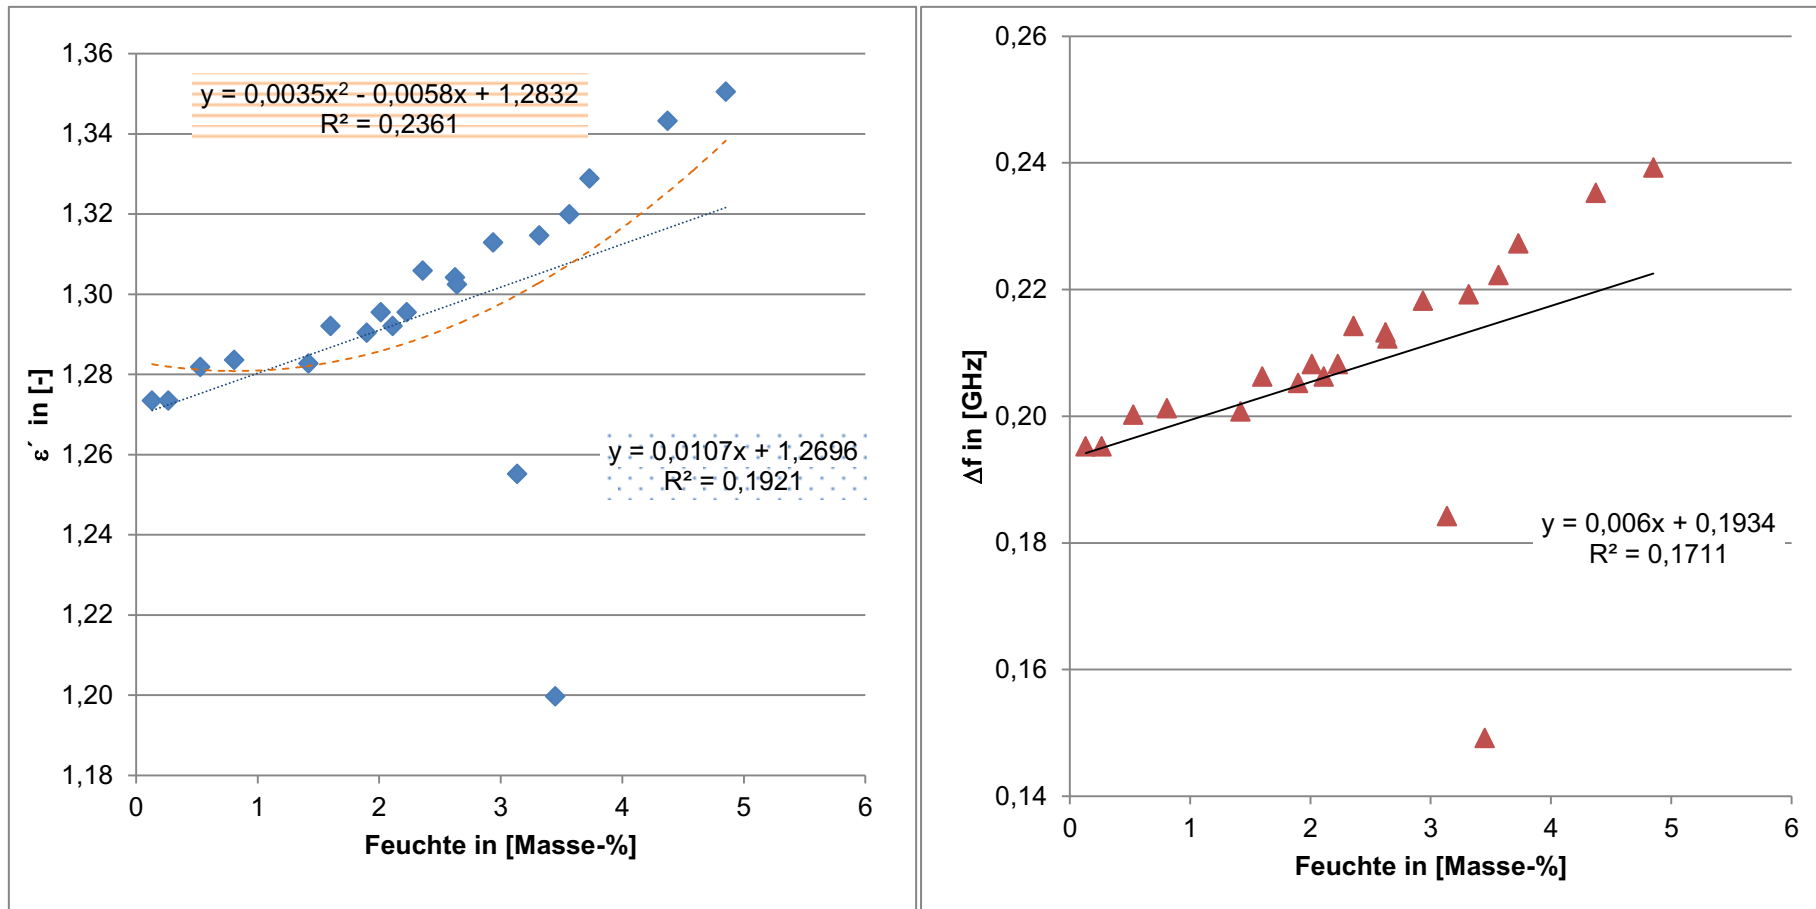 1,36
1,34
1,32
1,30
1,28
1,26
1,24
1,22
1,20
1,18
0 1 2 3 4 5 6
ε´ in [-]
Feuchte in [Masse-%]
y = 0,0035x² - 0,0058x + 1,2832
R² = 0,2361
y = 0,0107x + 1,2696
R² = 0,1921
0,26
0,24
0,22
0,20
0,18
0,16
0,14
0 1 2 3 4 5 6
Δf in [GHz]
Feuchte in [Masse-%]
y = 0,006x + 0,1934
R² = 0,1711